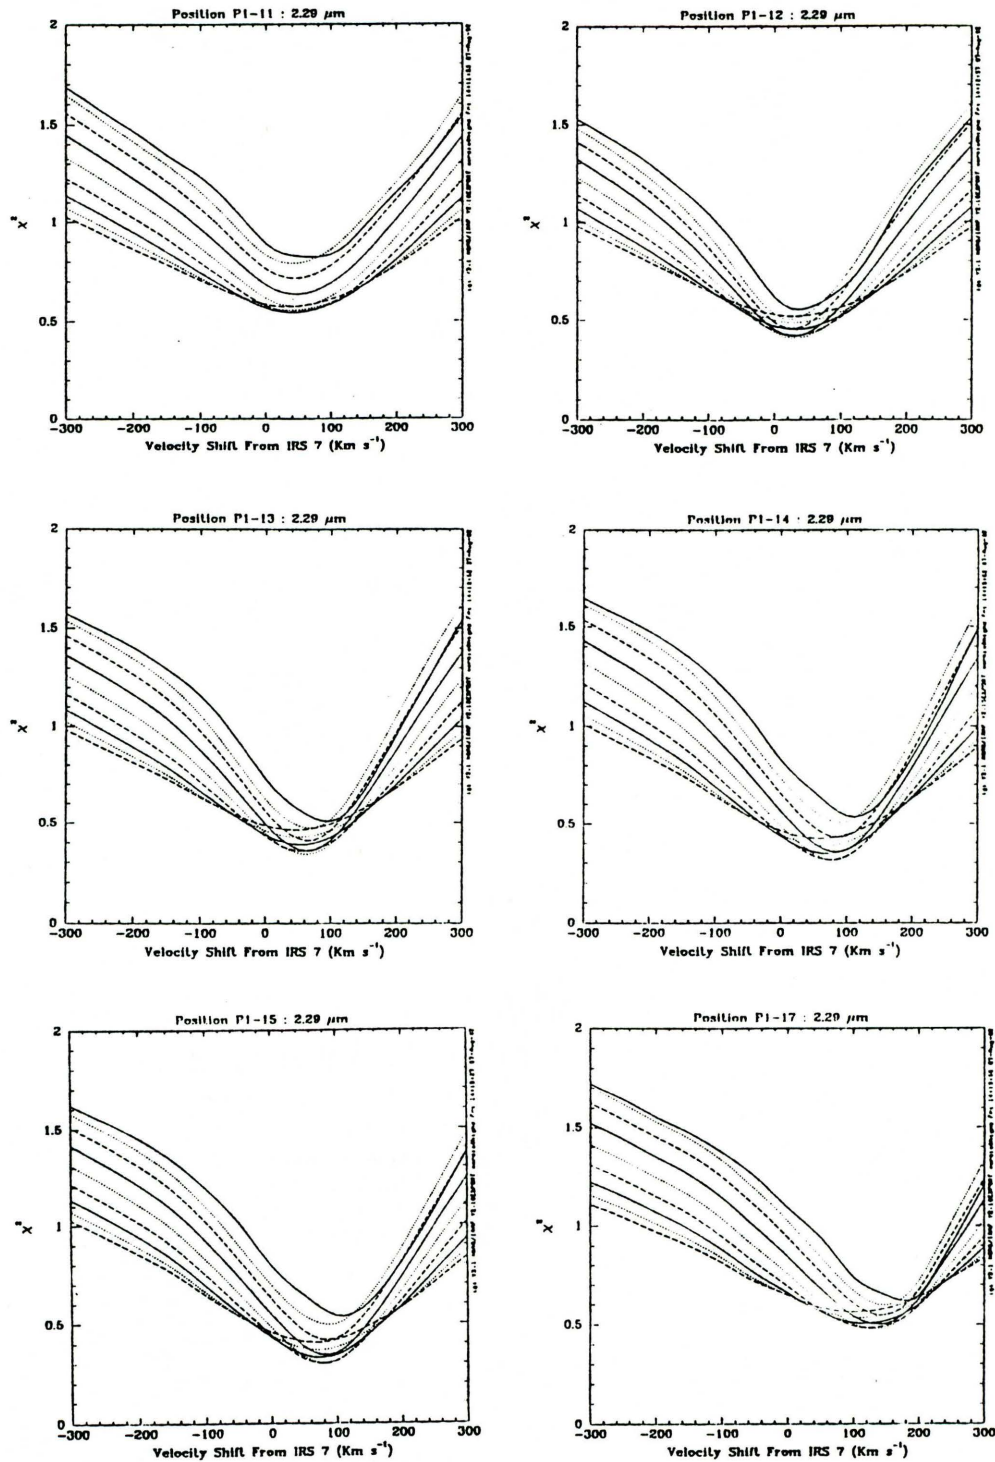 Position P1-11 : 2.29 μm
2
1.5
1
0.5
0
χ²
-300 -200 -100 0 100 200 300
Velocity Shift From IRS 7 (Km s⁻¹)
Position P1-12 : 2.29 μm
2
1.5
1
0.5
0
χ²
-300 -200 -100 0 100 200 300
Velocity Shift From IRS 7 (Km s⁻¹)
Position P1-13 : 2.29 μm
2
1.5
1
0.5
0
χ²
-300 -200 -100 0 100 200 300
Velocity Shift From IRS 7 (Km s⁻¹)
Position P1-14 : 2.29 μm
2
1.5
1
0.5
0
χ²
-300 -200 -100 0 100 200 300
Velocity Shift From IRS 7 (Km s⁻¹)
Position P1-15 : 2.29 μm
2
1.5
1
0.5
0
χ²
-300 -200 -100 0 100 200 300
Velocity Shift From IRS 7 (Km s⁻¹)
Position P1-17 : 2.29 μm
2
1.5
1
0.5
0
χ²
-300 -200 -100 0 100 200 300
Velocity Shift From IRS 7 (Km s⁻¹)